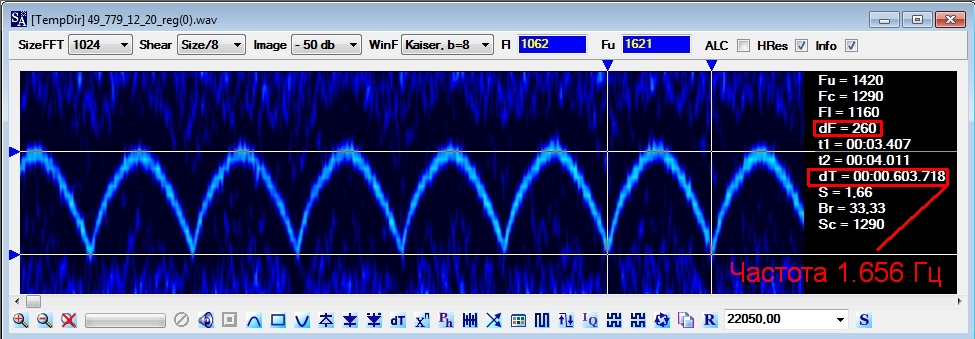 [TempDir] 49_779_12_20_reg(0).wav
SizeFFT 1024 Shear Size/8 Image - 50 db WinF Kaiser, b=8 Fl 1062 Fu 1621 ALC HRes Info
Fu = 1420
Fc = 1290
Fl = 1160
dF = 260
t1 = 00:03.407
t2 = 00:04.011
dT = 00:00.603.718
S = 1,66
Br = 33,33
Sc = 1290
Частота 1.656 Гц
dT xⁿ Ph IQ R 22050,00 S